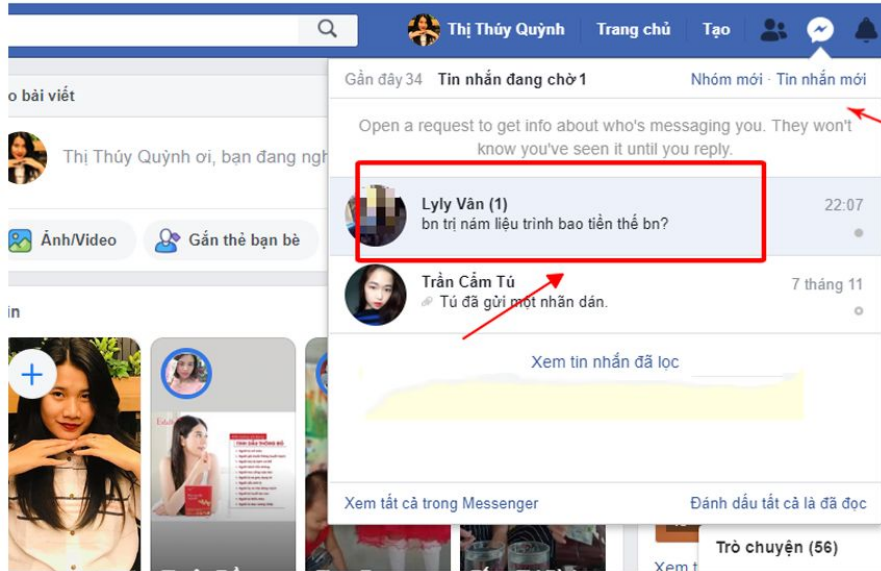 Thị Thúy Quỳnh Trang chủ Tạo
Gần đây 34 Tin nhắn đang chờ 1 Nhóm mới · Tin nhắn mới
o bài viết
Open a request to get info about who's messaging you. They won't
know you've seen it until you reply.
Thị Thúy Quỳnh ơi, bạn đang ngh
Lyly Vân (1) 22:07
bn trị nám liệu trình bao tiền thế bn?
Ảnh/Video Gắn thẻ bạn bè
Trần Cẩm Tú 7 tháng 11
Tú đã gửi một nhãn dán.
in
Xem tin nhắn đã lọc
Xem tất cả trong Messenger Đánh dấu tất cả là đã đọc
Trò chuyện (56)
Xem t